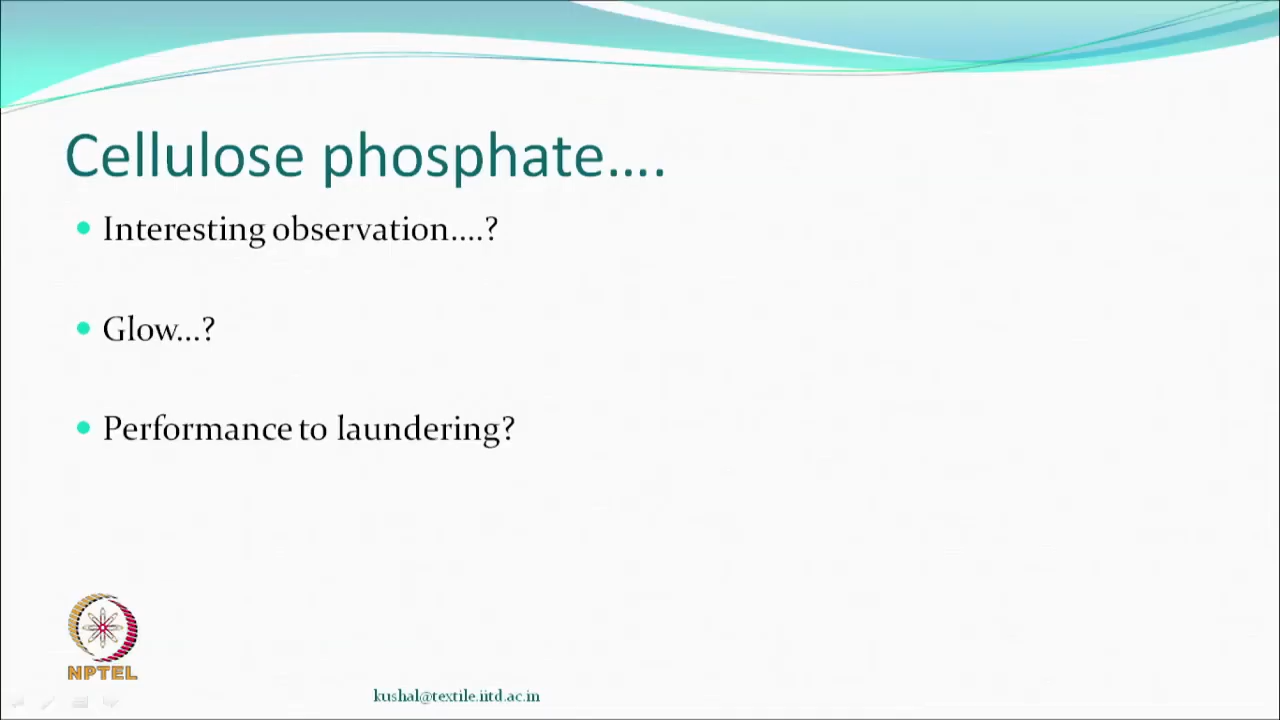 Cellulose phosphate….
Interesting observation….?
Glow…?
Performance to laundering?
NPTEL
kushal@textile.iitd.ac.in